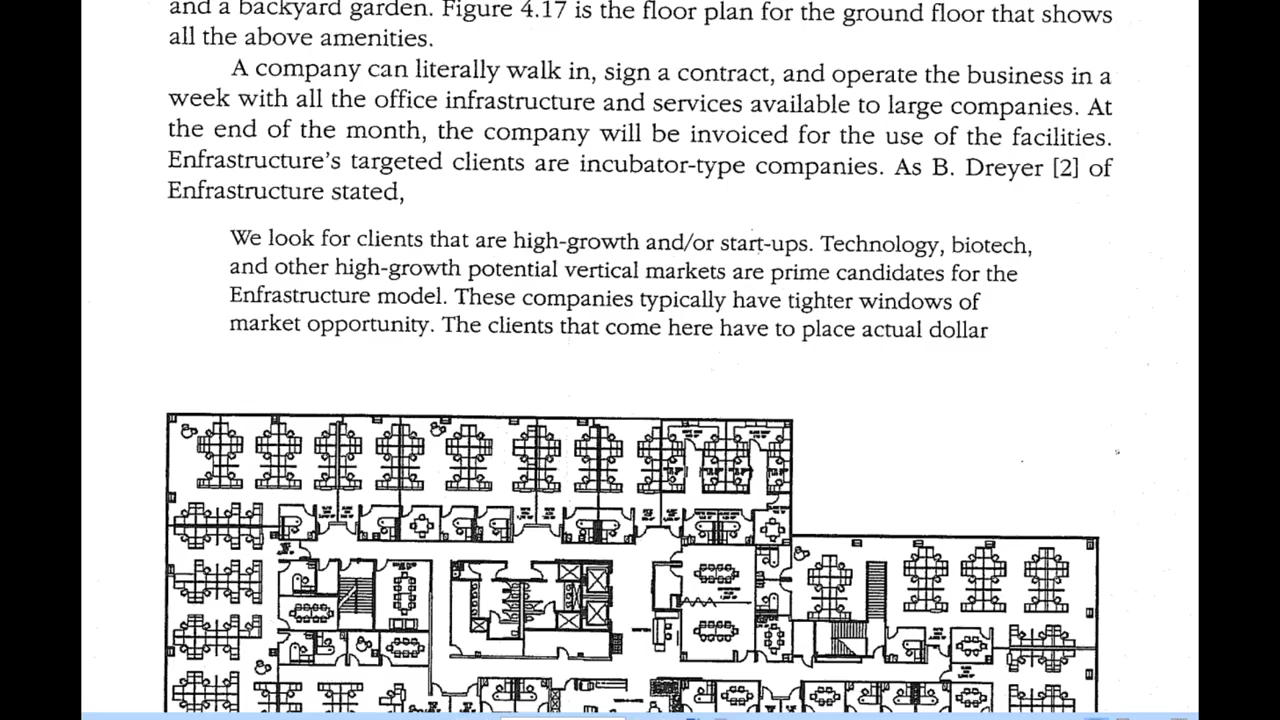 and a backyard garden. Figure 4.17 is the floor plan for the ground floor that shows
all the above amenities.
A company can literally walk in, sign a contract, and operate the business in a
week with all the office infrastructure and services available to large companies. At
the end of the month, the company will be invoiced for the use of the facilities.
Enfrastructure's targeted clients are incubator-type companies. As B. Dreyer [2] of
Enfrastructure stated,
We look for clients that are high-growth and/or start-ups. Technology, biotech,
and other high-growth potential vertical markets are prime candidates for the
Enfrastructure model. These companies typically have tighter windows of
market opportunity. The clients that come here have to place actual dollar